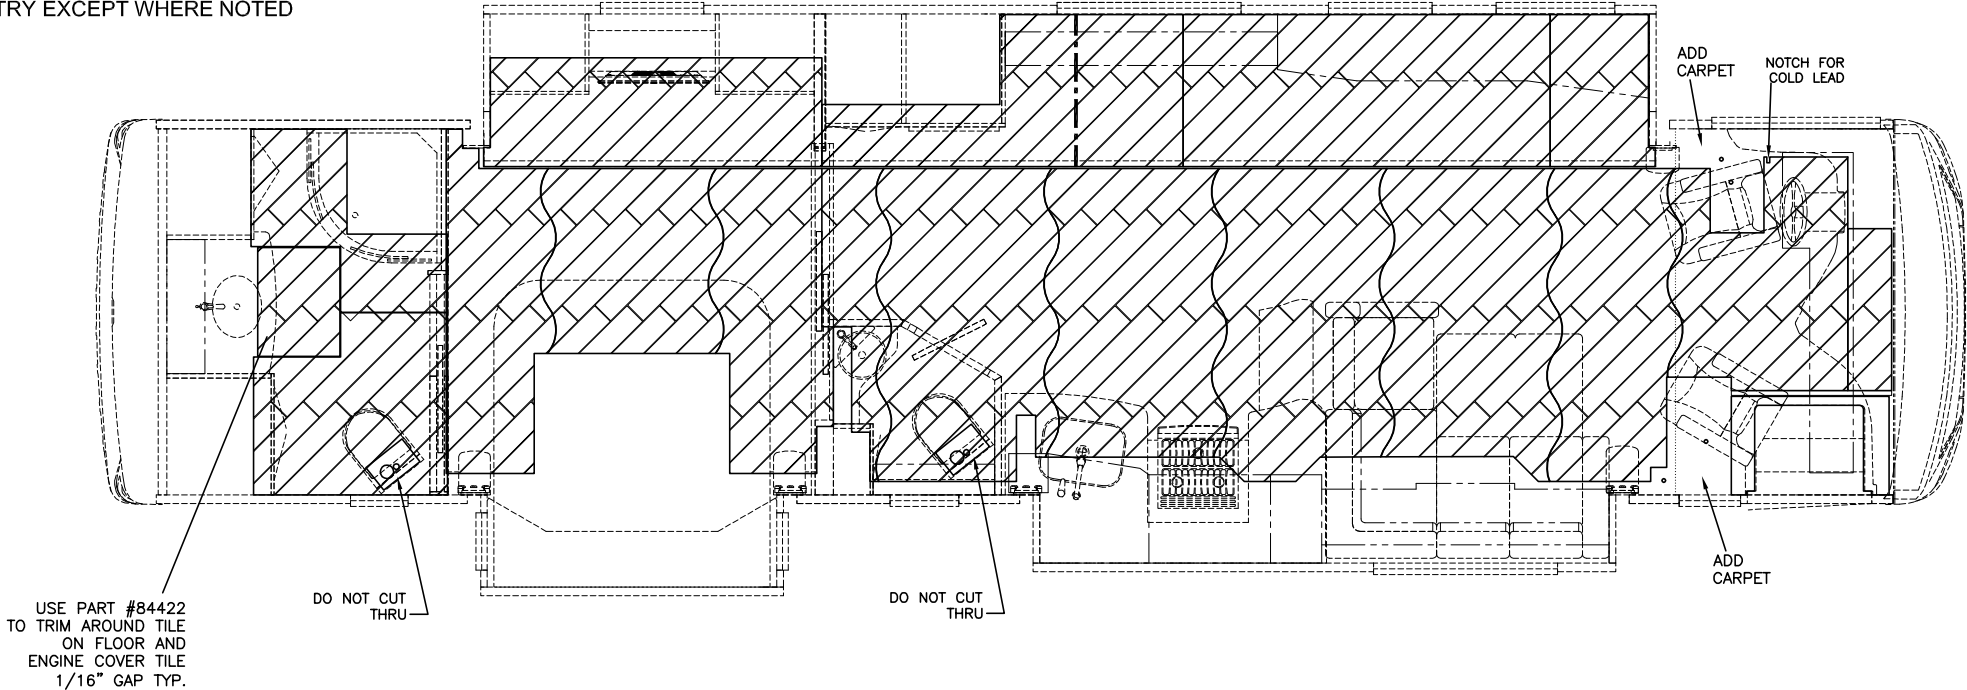 TRY EXCEPT WHERE NOTED
ADD
CARPET
NOTCH FOR
COLD LEAD
USE PART #84422
TO TRIM AROUND TILE
ON FLOOR AND
ENGINE COVER TILE
1/16" GAP TYP.
DO NOT CUT
THRU
DO NOT CUT
THRU
ADD
CARPET